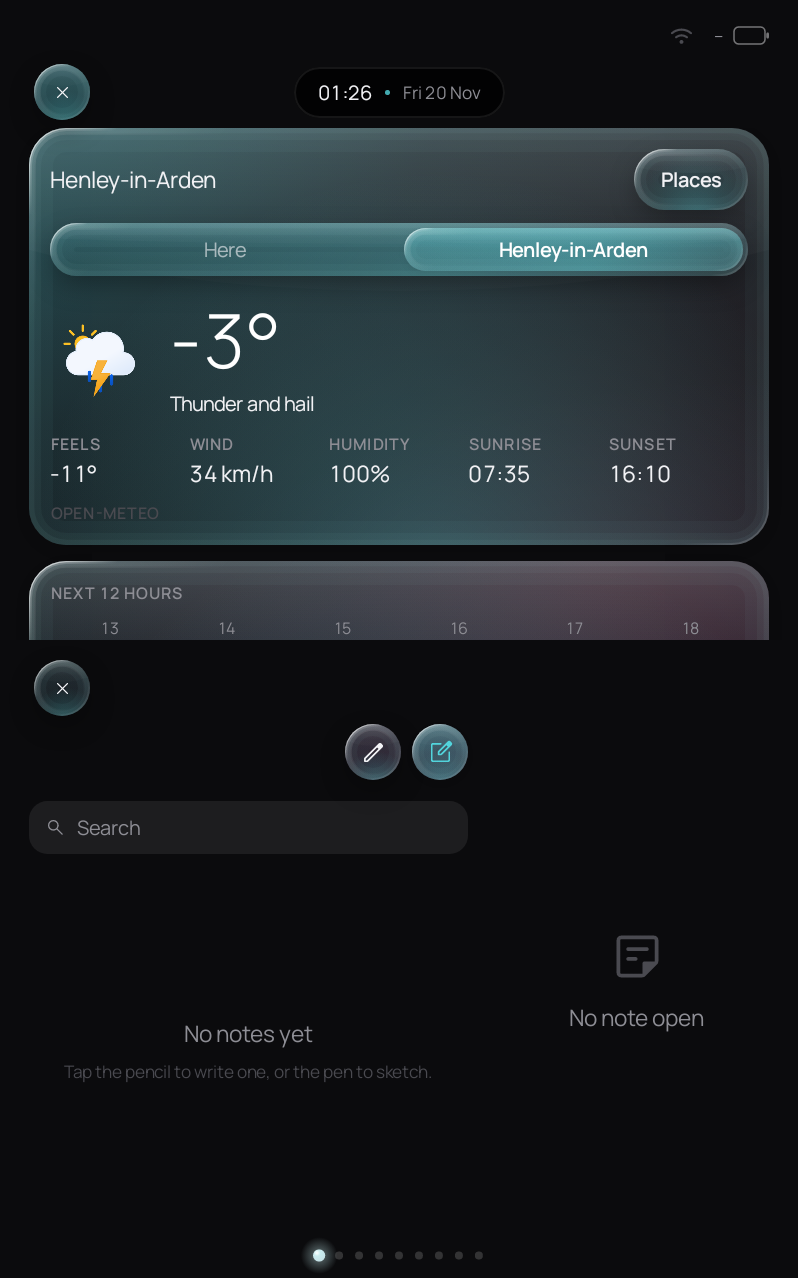 –
01:26 • Fri 20 Nov
Henley-in-Arden
Places
Here
Henley-in-Arden
-3°
Thunder and hail
FEELS WIND HUMIDITY SUNRISE SUNSET
-11° 34 km/h 100% 07:35 16:10
OPEN-METEO
NEXT 12 HOURS
13 14 15 16 17 18
Search
No note open
No notes yet
Tap the pencil to write one, or the pen to sketch.